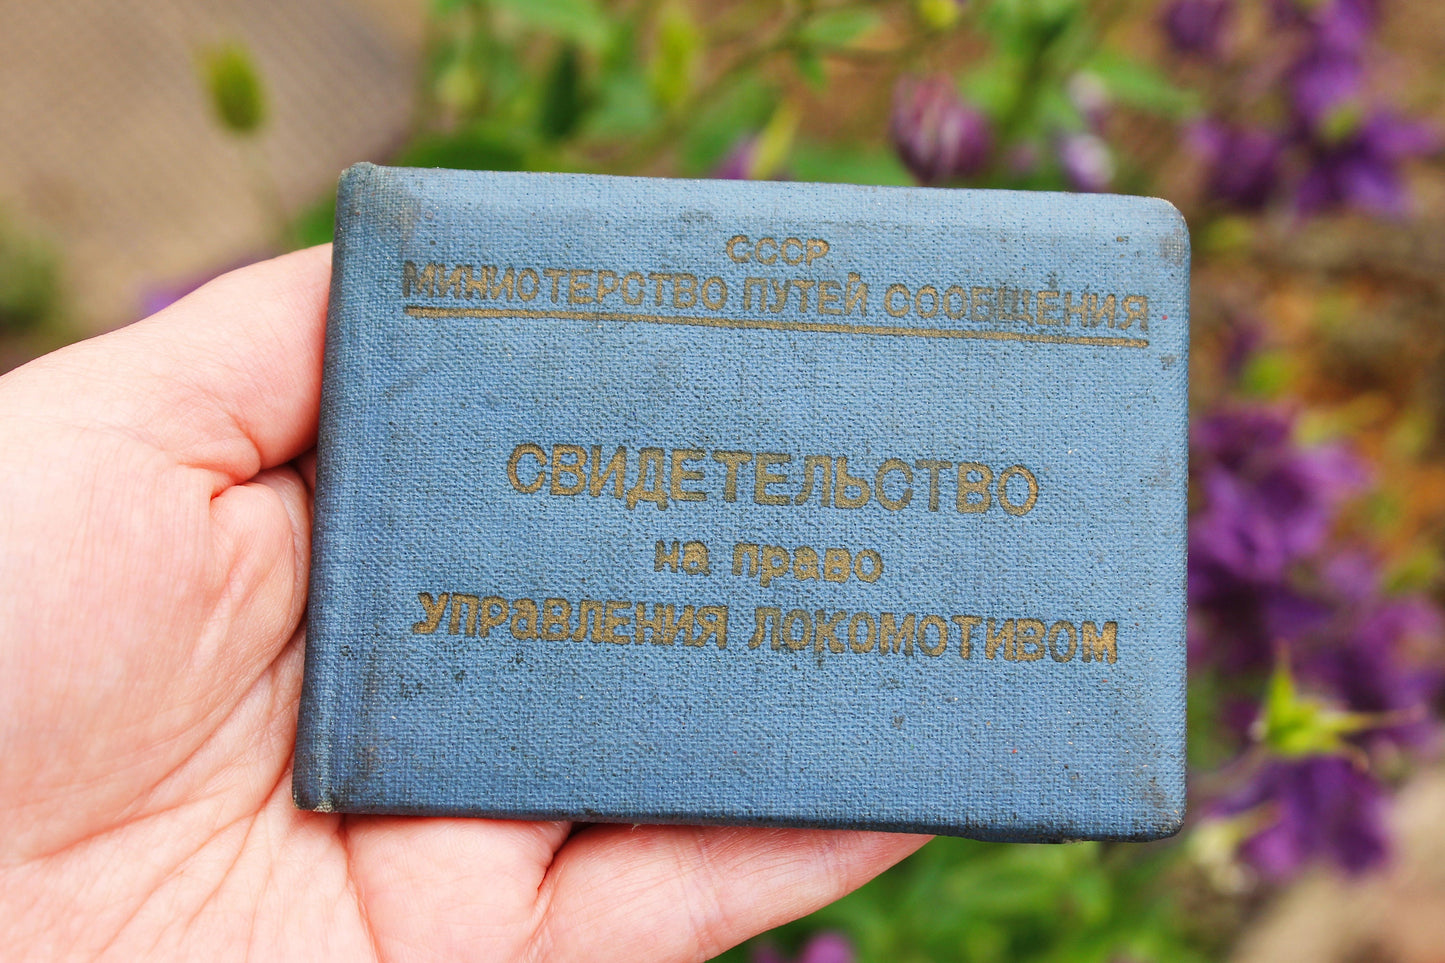 СССР
МИНИСТЕРСТВО ПУТЕЙ СООБЩЕНИЯ
СВИДЕТЕЛЬСТВО
на право
УПРАВЛЕНИЯ ЛОКОМОТИВОМ